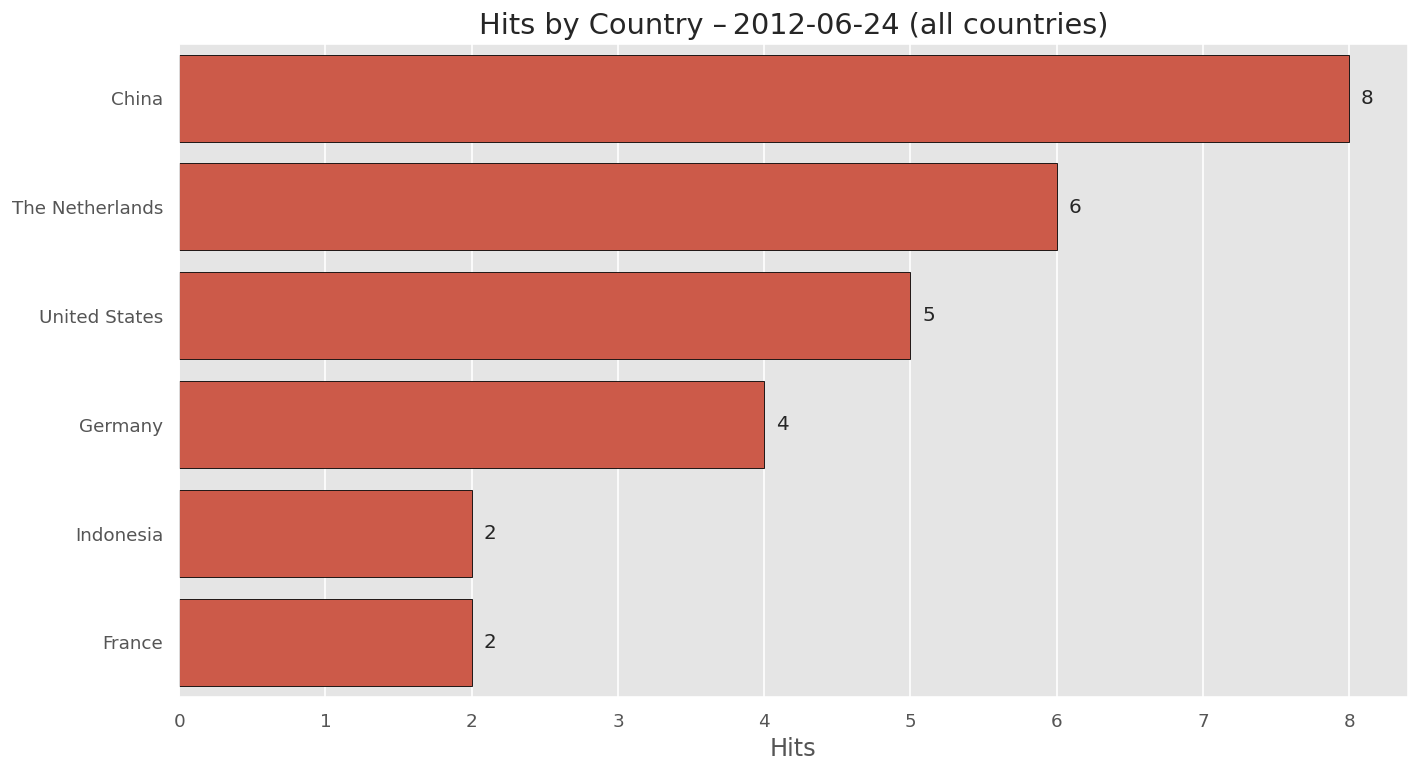 Hits by Country – 2012-06-24 (all countries)
China 8
The Netherlands 6
United States 5
Germany 4
Indonesia 2
France 2
0 1 2 3 4 5 6 7 8
Hits